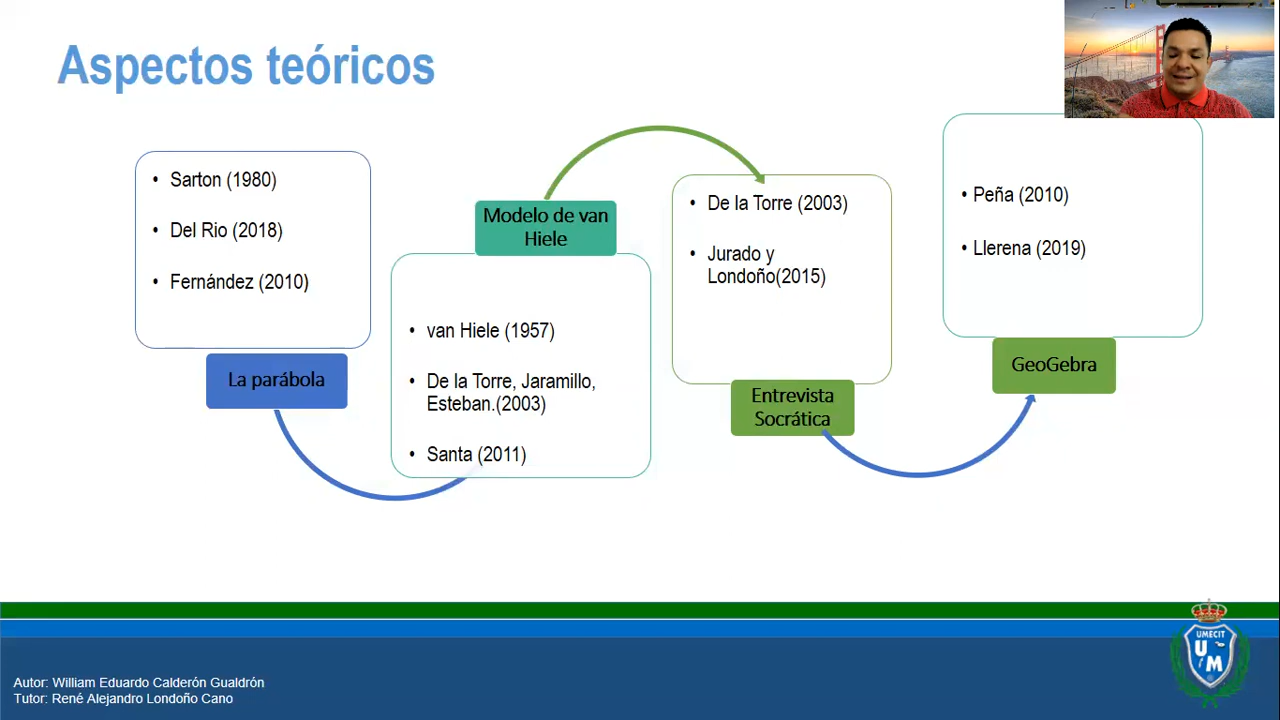 Aspectos teóricos
• Sarton (1980)
• Del Rio (2018)
• Fernández (2010)
La parábola
Modelo de van
Hiele
• van Hiele (1957)
• De la Torre, Jaramillo,
Esteban.(2003)
• Santa (2011)
• De la Torre (2003)
• Jurado y
Londoño(2015)
Entrevista
Socrática
• Peña (2010)
• Llerena (2019)
GeoGebra
Autor: William Eduardo Calderón Gualdrón
Tutor: René Alejandro Londoño Cano
UMECIT
U
M